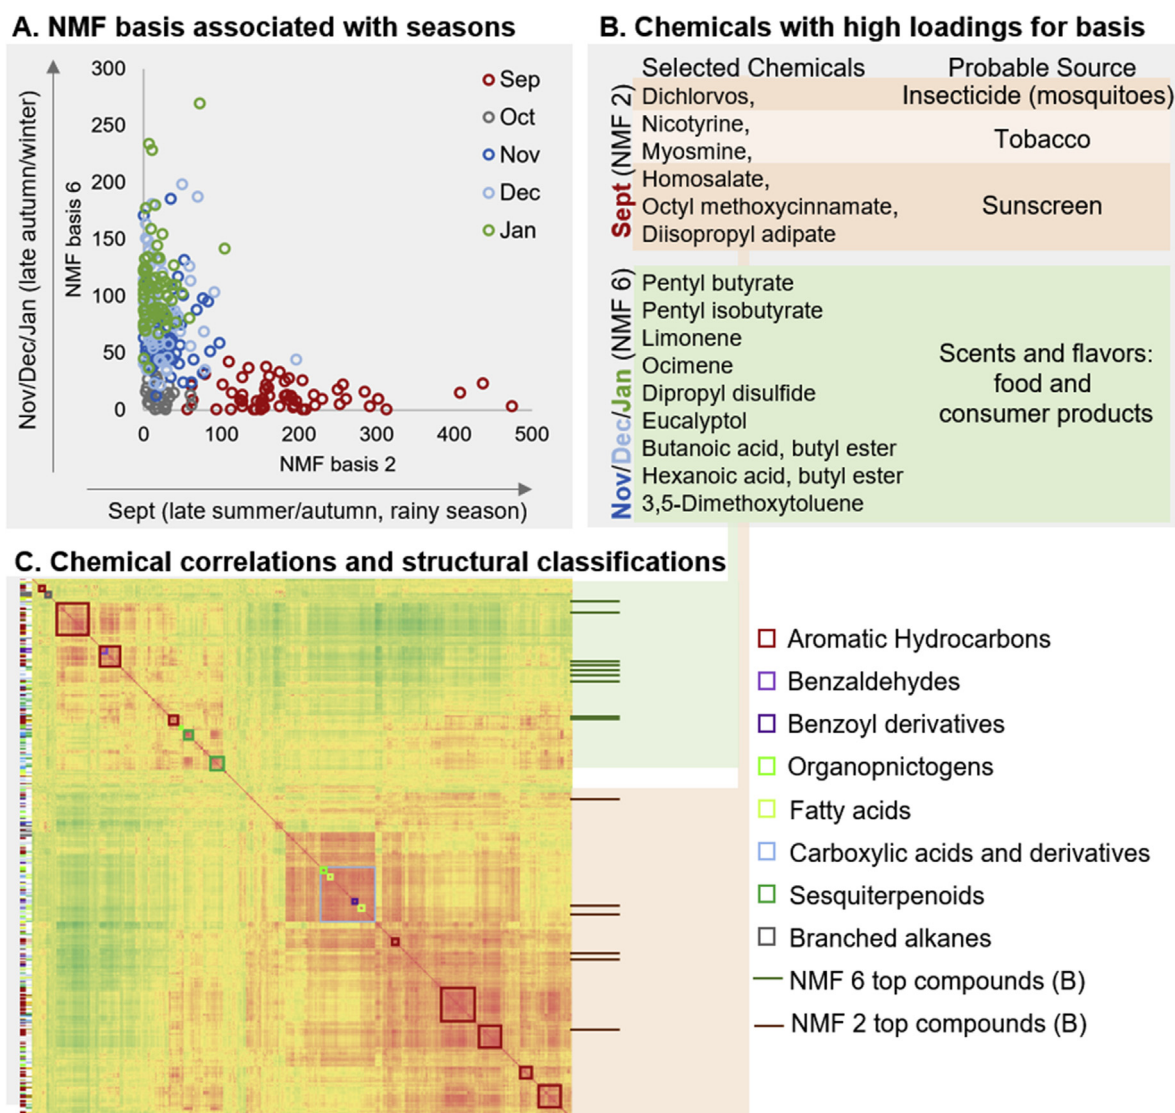 A. NMF basis associated with seasons
Nov/Dec/Jan (late autumn/winter)
NMF basis 6
300
250
200
150
100
50
0
0 100 200 300 400 500
NMF basis 2
Sept (late summer/autumn, rainy season)
Sep
Oct
Nov
Dec
Jan
B. Chemicals with high loadings for basis
Selected Chemicals Probable Source
Sept (NMF 2)
Dichlorvos, Insecticide (mosquitoes)
Nicotyrine,
Tobacco
Myosmine,
Homosalate,
Octyl methoxycinnamate, Sunscreen
Diisopropyl adipate
Nov/Dec/Jan (NMF 6)
Pentyl butyrate
Pentyl isobutyrate
Limonene
Ocimene
Dipropyl disulfide
Eucalyptol
Butanoic acid, butyl ester
Hexanoic acid, butyl ester
3,5-Dimethoxytoluene
Scents and flavors:
food and
consumer products
C. Chemical correlations and structural classifications
Aromatic Hydrocarbons
Benzaldehydes
Benzoyl derivatives
Organopnictogens
Fatty acids
Carboxylic acids and derivatives
Sesquiterpenoids
Branched alkanes
NMF 6 top compounds (B)
NMF 2 top compounds (B)